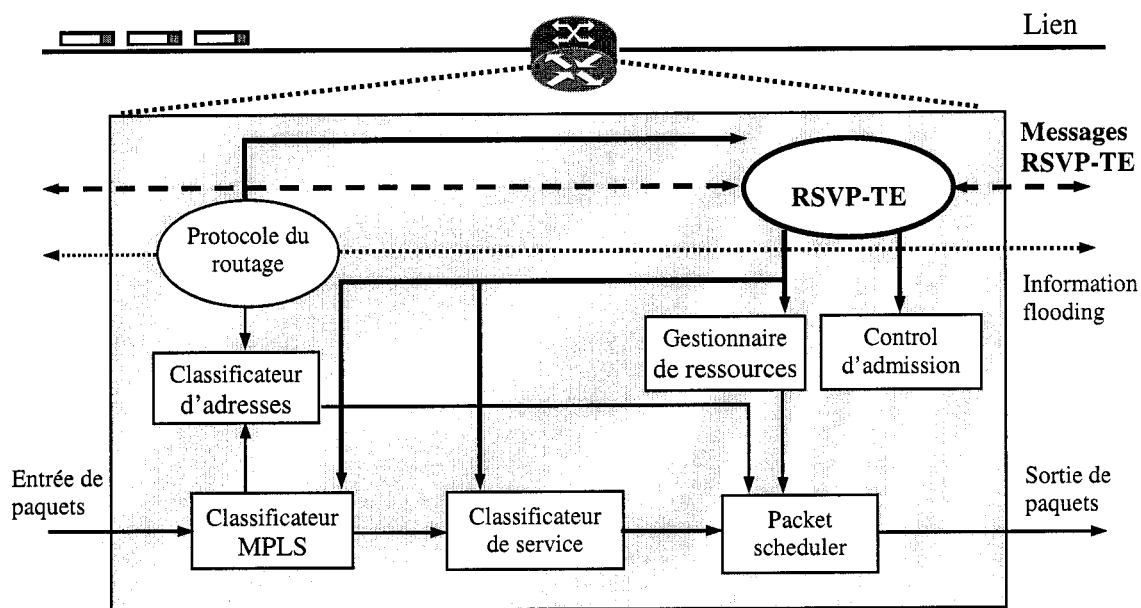 Lien
Messages
RSVP-TE
RSVP-TE
Protocole du
routage
Information
flooding
Gestionnaire
de ressources
Control
d'admission
Classificateur
d'adresses
Entrée de
paquets
Classificateur
MPLS
Classificateur
de service
Packet
scheduler
Sortie de
paquets